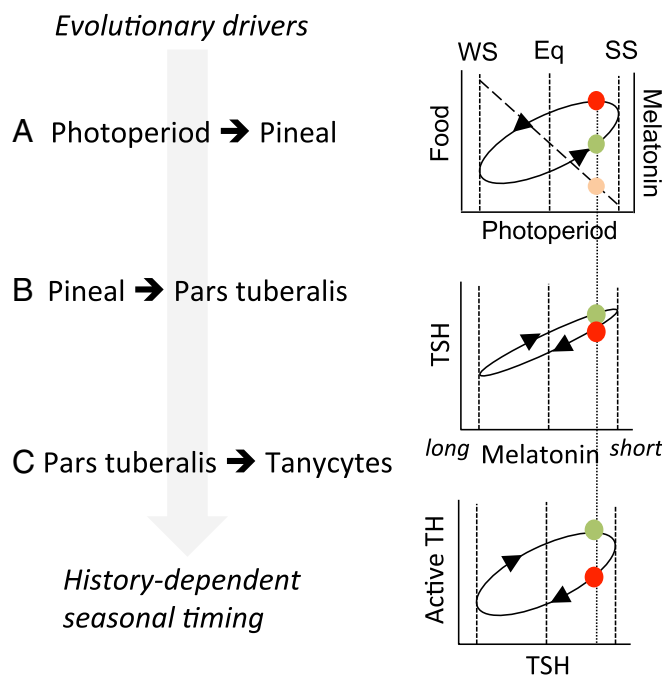 Evolutionary drivers
WS Eq SS
A Photoperiod → Pineal
Food
Melatonin
Photoperiod
B Pineal → Pars tuberalis
TSH
long Melatonin short
C Pars tuberalis → Tanycytes
Active TH
TSH
History-dependent
seasonal timing